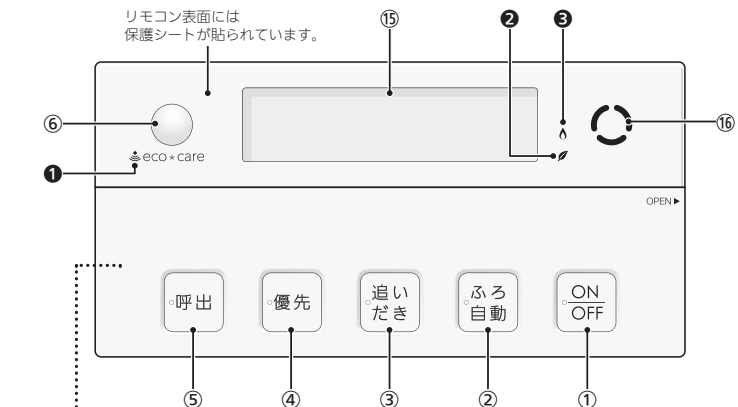 リモコン表面には
保護シートが貼られています。
⑮ ❷ ❸
⑥
⑯
eco★care
❶
OPEN▶
呼出
優先
追い
だき
ふろ
自動
ON
OFF
⑤ ④ ③ ② ①